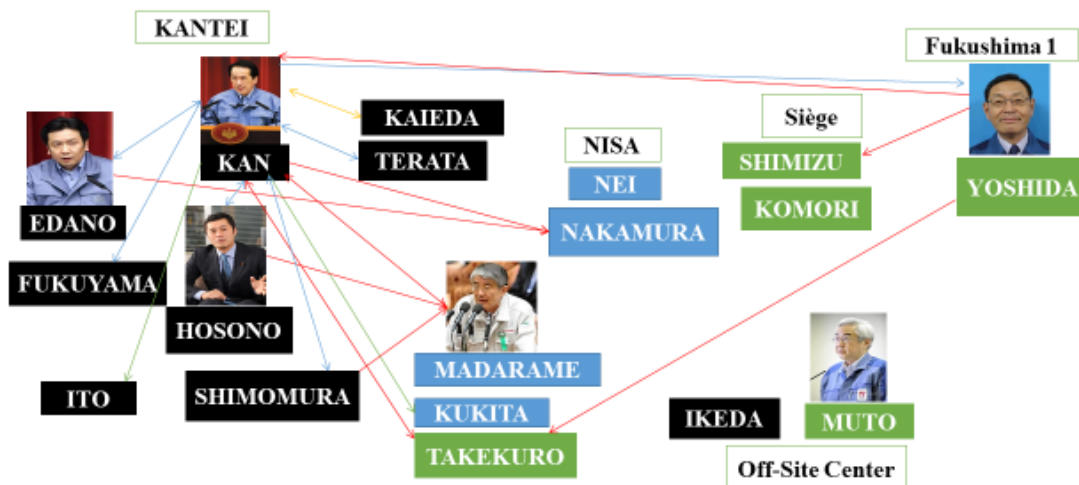 KANTEI
Fukushima 1
KAIEDA
Siège
NISA
KAN
TERATA
SHIMIZU
NEI
YOSHIDA
EDANO
KOMORI
NAKAMURA
FUKUYAMA
HOSONO
MADARAME
ITO
SHIMOMURA
KUKITA
IKEDA
MUTO
TAKEKURO
Off-Site Center